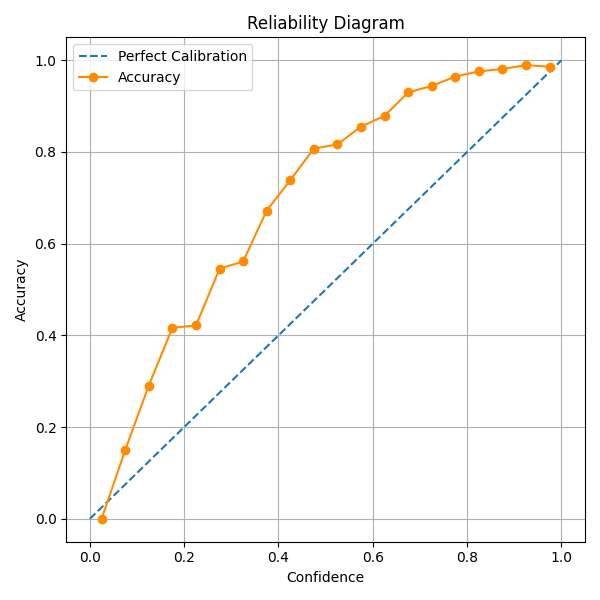 Reliability Diagram
Perfect Calibration
Accuracy
1.0
0.8
0.6
0.4
0.2
0.0
Accuracy
0.0 0.2 0.4 0.6 0.8 1.0
Confidence